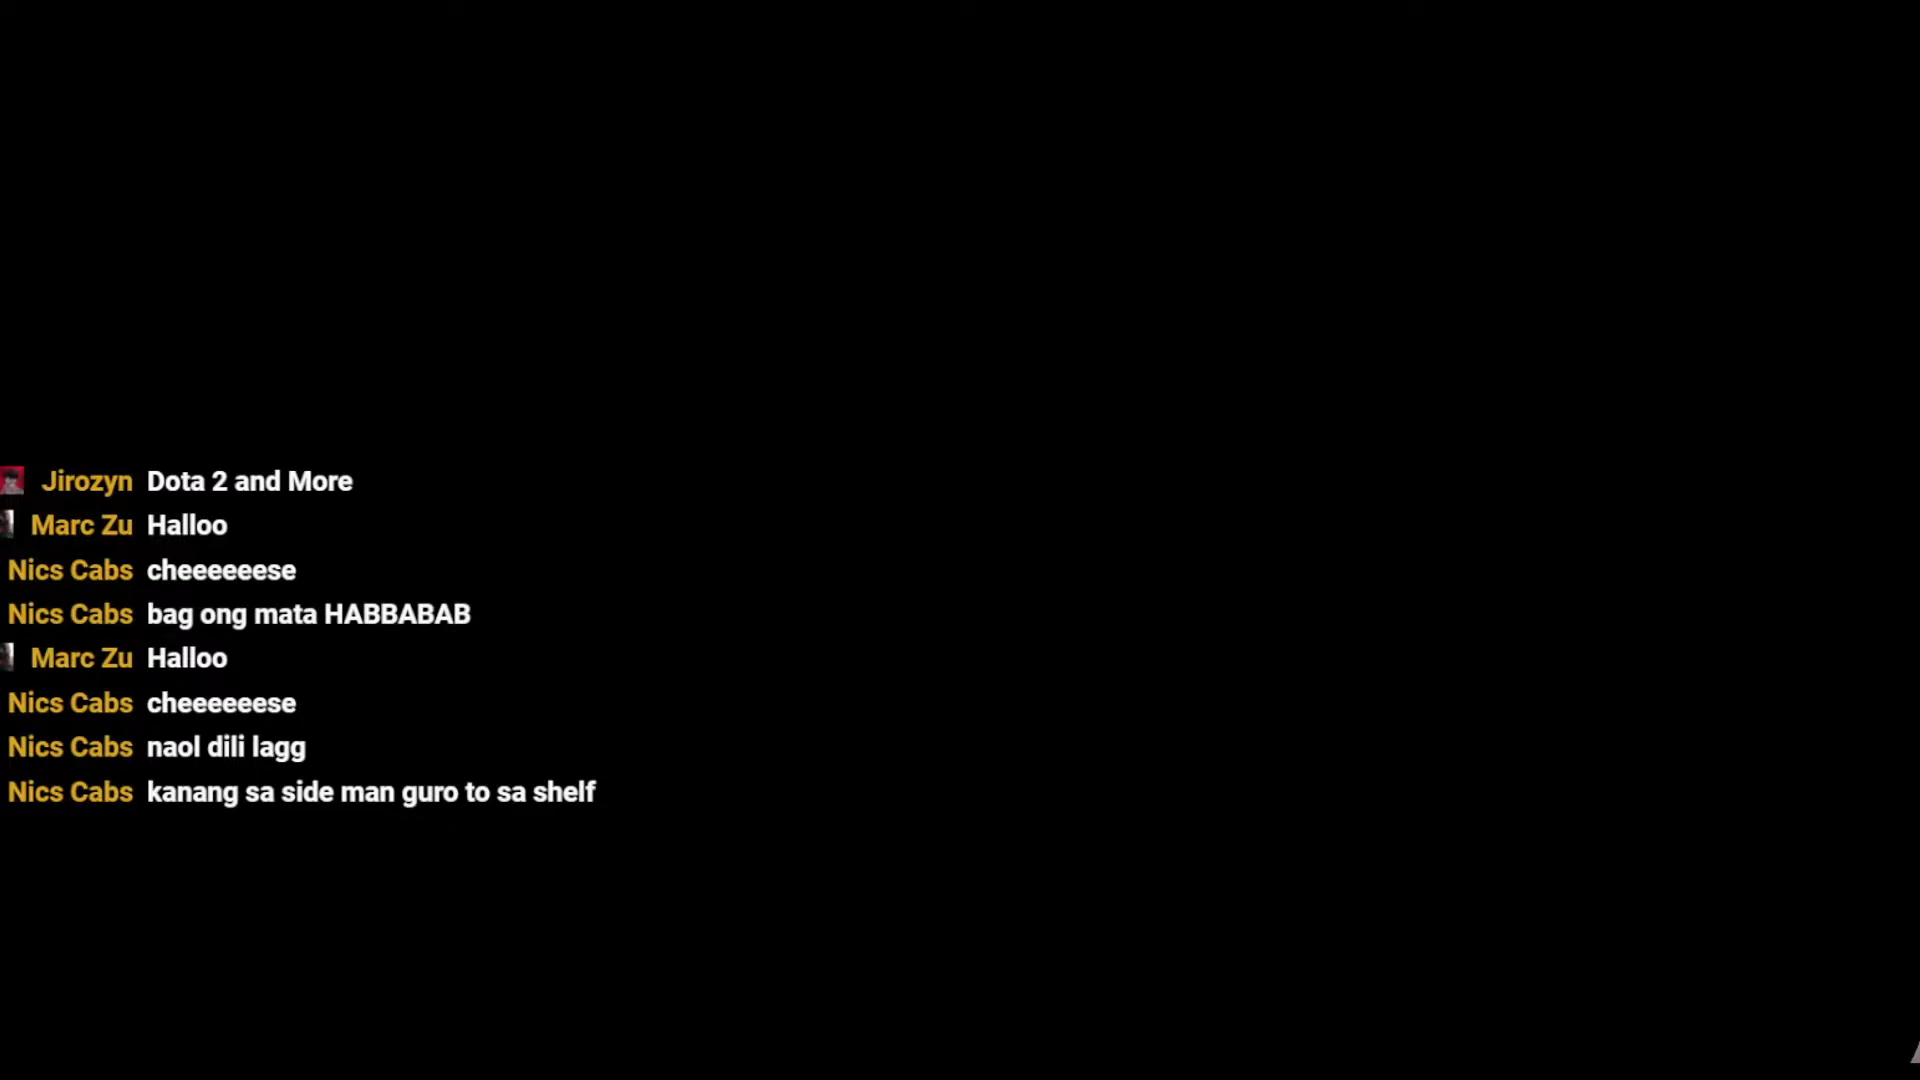 Jirozyn Dota 2 and More
Marc Zu Halloo
Nics Cabs cheeeeeese
Nics Cabs bag ong mata HABBABAB
Marc Zu Halloo
Nics Cabs cheeeeeese
Nics Cabs naol dili lagg
Nics Cabs kanang sa side man guro to sa shelf